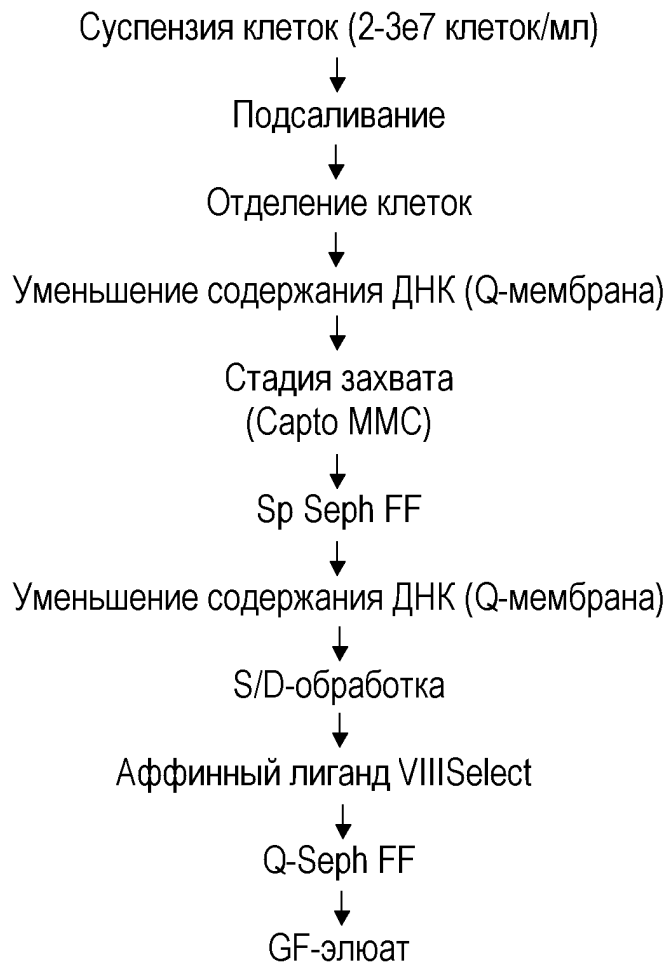 Суспензия клеток (2-3e7 клеток/мл)
Подсаливание
Отделение клеток
Уменьшение содержания ДНК (Q-мембрана)
Стадия захвата
(Capto MMC)
Sp Seph FF
Уменьшение содержания ДНК (Q-мембрана)
S/D-обработка
Аффинный лиганд VIIISelect
Q-Seph FF
GF-элюат